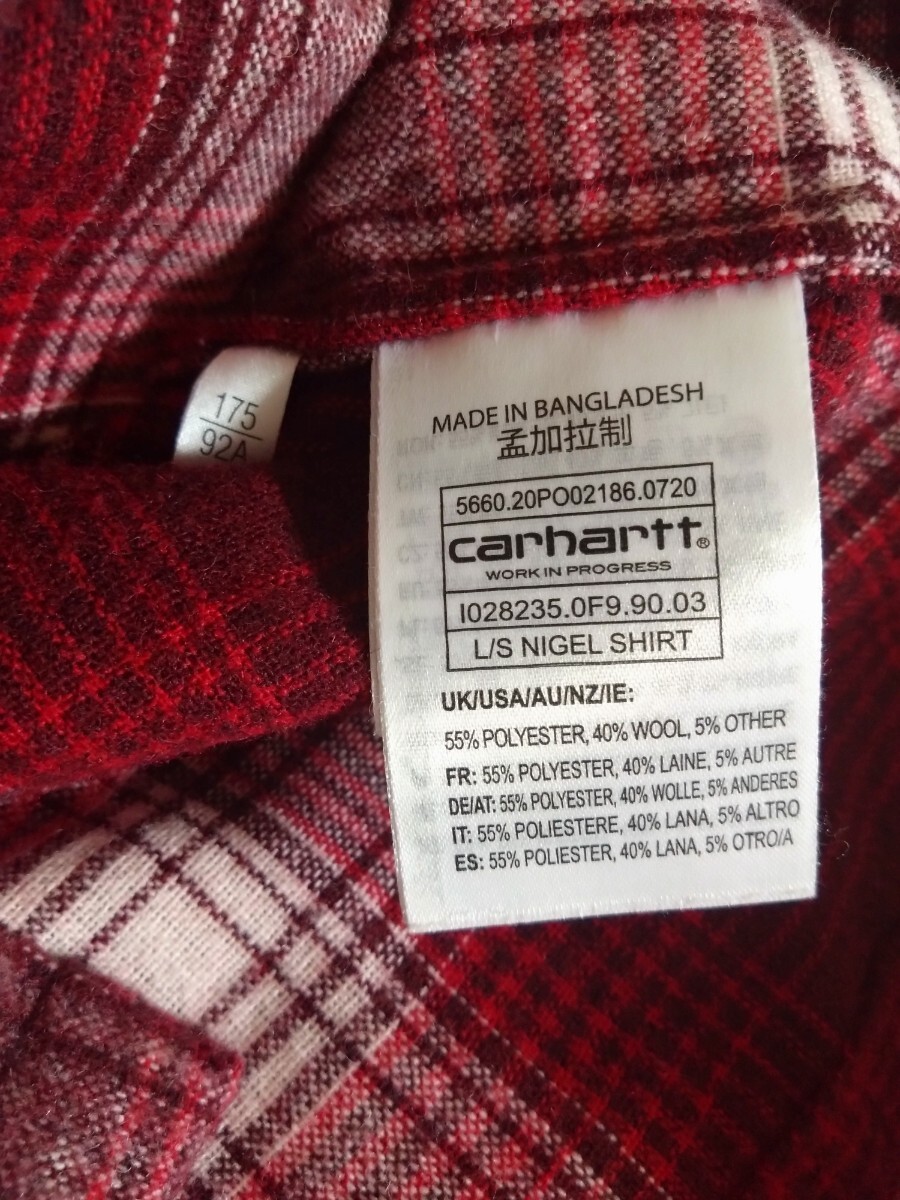 175
92A
MADE IN BANGLADESH
孟加拉制
5660.20PO02186.0720
carhartt®
WORK IN PROGRESS
I028235.0F9.90.03
L/S NIGEL SHIRT
UK/USA/AU/NZ/IE:
55% POLYESTER, 40% WOOL, 5% OTHER
FR: 55% POLYESTER, 40% LAINE, 5% AUTRE
DE/AT: 55% POLYESTER, 40% WOLLE, 5% ANDERES
IT: 55% POLIESTERE, 40% LANA, 5% ALTRO
ES: 55% POLIESTER, 40% LANA, 5% OTRO/A